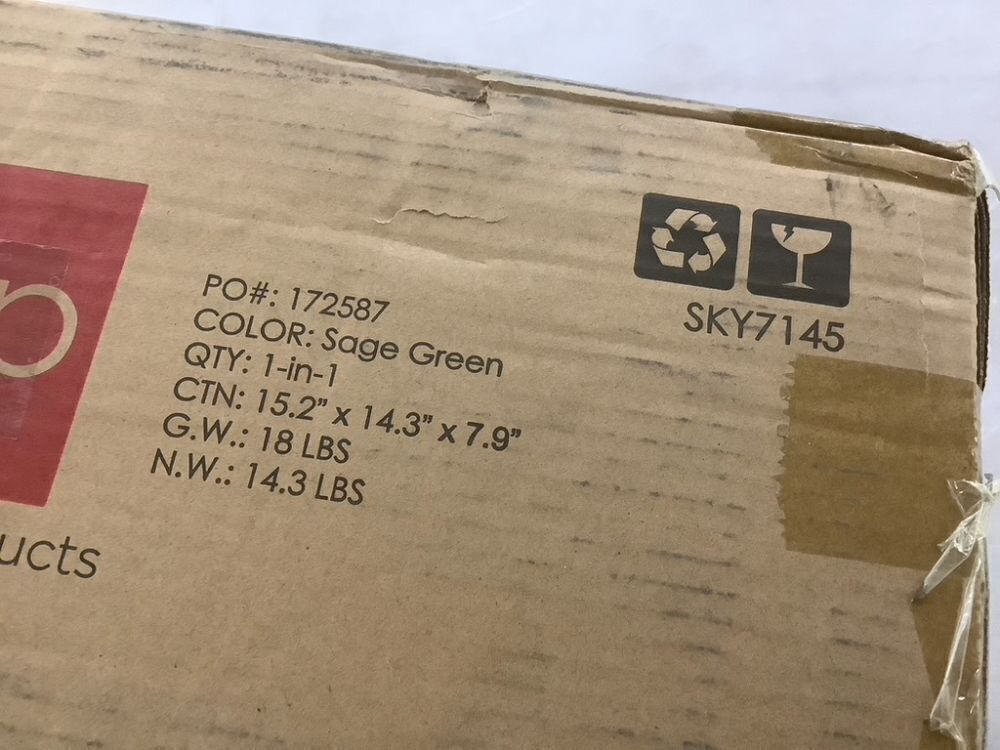 p
PO#: 172587
COLOR: Sage Green
QTY: 1-in-1
CTN: 15.2” x 14.3” x 7.9”
G.W.: 18 LBS
N.W.: 14.3 LBS
SKY7145
ucts